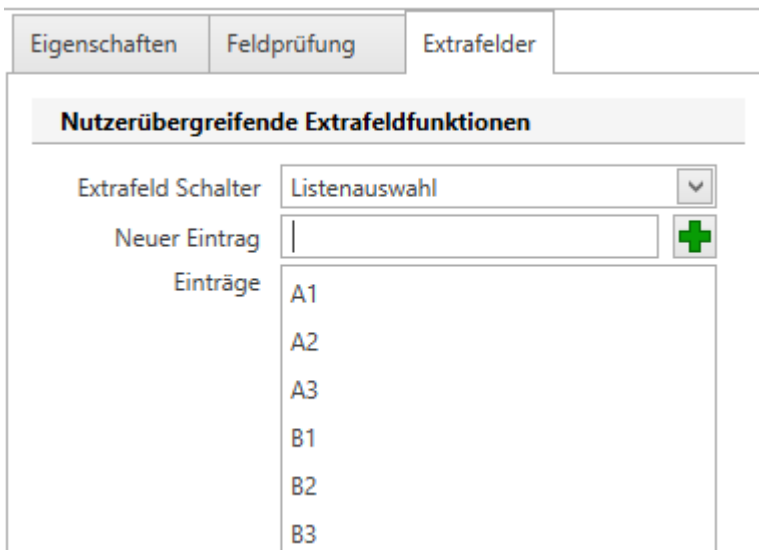 Eigenschaften Feldprüfung Extrafelder
Nutzerübergreifende Extrafeldfunktionen
Extrafeld Schalter Listenauswahl
Neuer Eintrag
Einträge
A1
A2
A3
B1
B2
B3